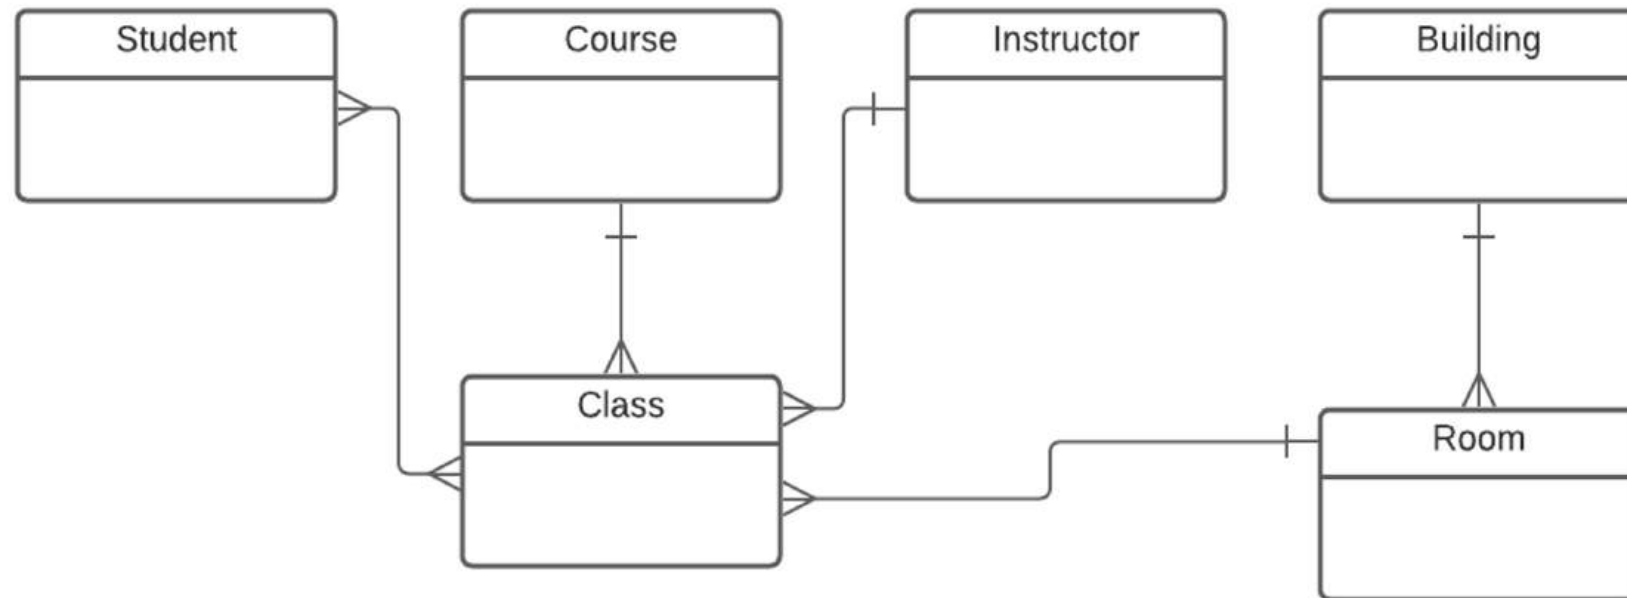 Student
Course
Instructor
Building
Class
Room